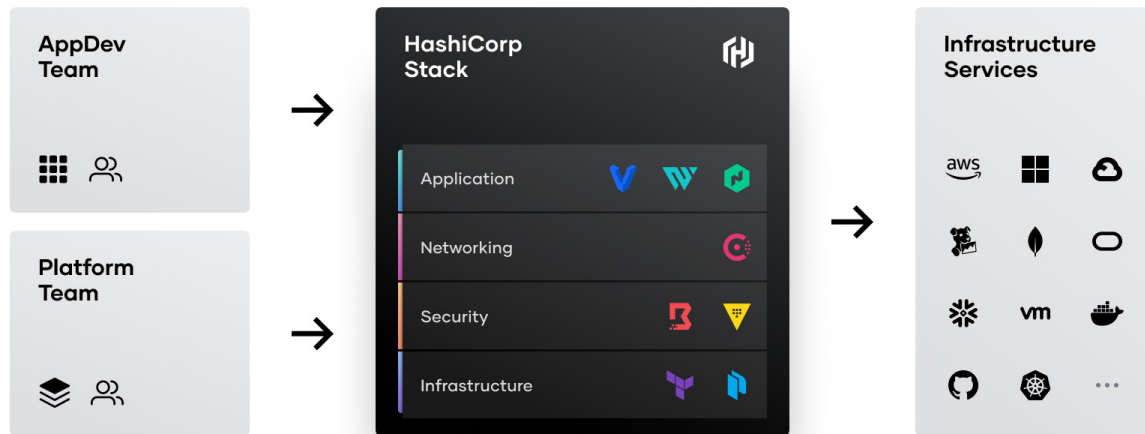 AppDev
Team
Platform
Team
HashiCorp
Stack
Application
Networking
Security
Infrastructure
Infrastructure
Services
aws
vm